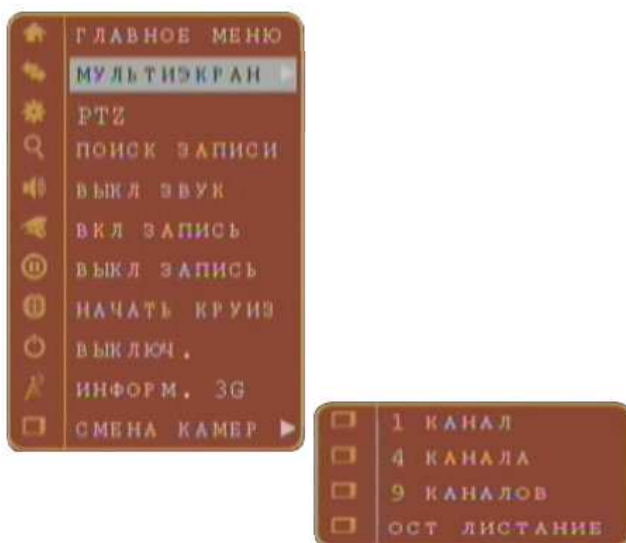 ГЛАВНОЕ МЕНЮ
МУЛЬТИЭКРАН
PTZ
ПОИСК ЗАПИСИ
ВЫКЛ ЗВУК
ВКЛ ЗАПИСЬ
ВЫКЛ ЗАПИСЬ
НАЧАТЬ КРУИЗ
ВЫКЛЮЧ.
ИНФОРМ. 3G
СМЕНА КАМЕР
1 КАНАЛ
4 КАНАЛА
9 КАНАЛОВ
ОСТ ЛИСТАНИЕ